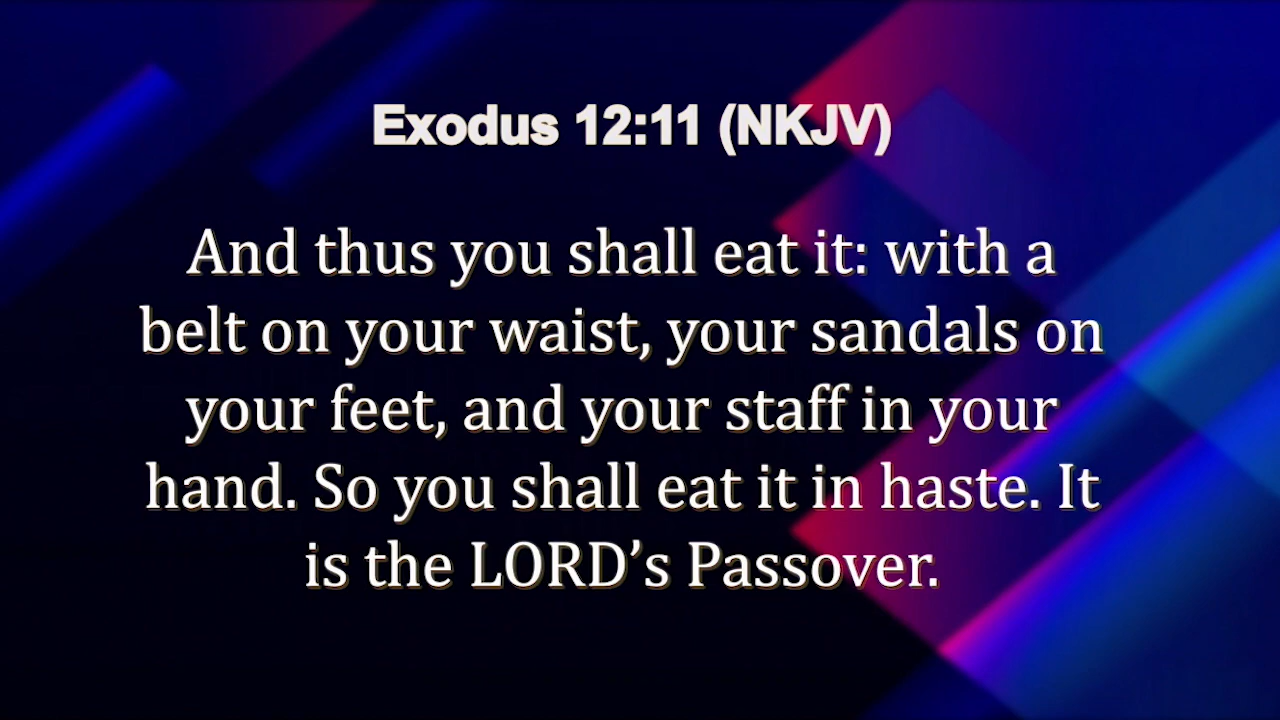 Exodus 12:11 (NKJV)
And thus you shall eat it: with a
belt on your waist, your sandals on
your feet, and your staff in your
hand. So you shall eat it in haste. It
is the LORD’s Passover.